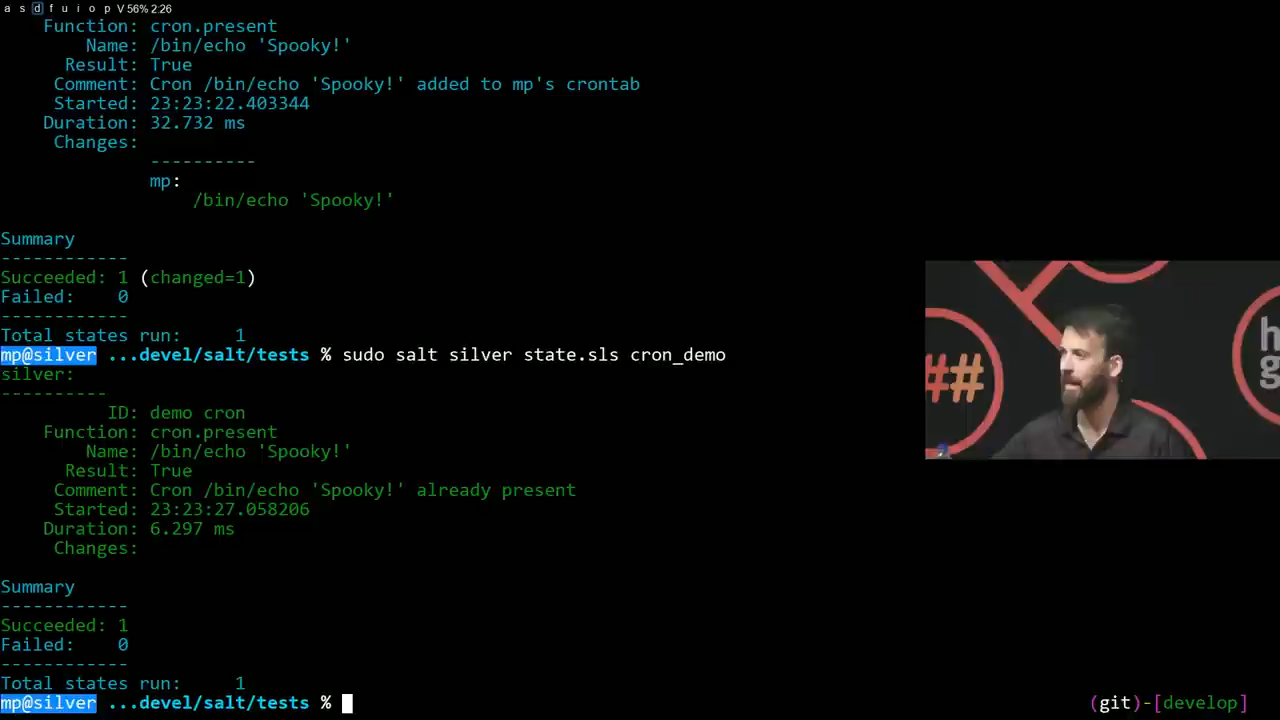 a s d f u i o p V 56% 2:26
Function: cron.present
Name: /bin/echo 'Spooky!'
Result: True
Comment: Cron /bin/echo 'Spooky!' added to mp's crontab
Started: 23:23:22.403344
Duration: 32.732 ms
Changes:
----------
mp:
/bin/echo 'Spooky!'
Summary
------------
Succeeded: 1 (changed=1)
Failed:    0
------------
Total states run:     1
mp@silver ...devel/salt/tests % sudo salt silver state.sls cron_demo
silver:
----------
ID: demo cron
Function: cron.present
Name: /bin/echo 'Spooky!'
Result: True
Comment: Cron /bin/echo 'Spooky!' already present
Started: 23:23:27.058206
Duration: 6.297 ms
Changes:
Summary
------------
Succeeded: 1
Failed:    0
------------
Total states run:     1
mp@silver ...devel/salt/tests % (git)-[develop]
##
h
g